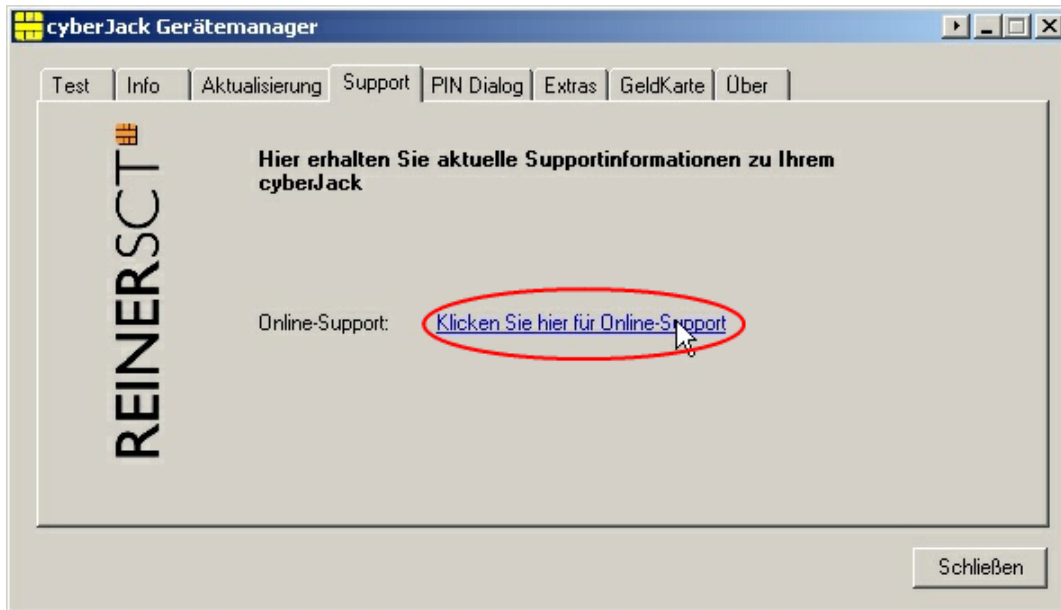 cyberJack Gerätemanager
Test Info Aktualisierung Support PIN Dialog Extras GeldKarte Über
REINERSCT
Hier erhalten Sie aktuelle Supportinformationen zu Ihrem
cyberJack
Online-Support: Klicken Sie hier für Online-Support
Schließen